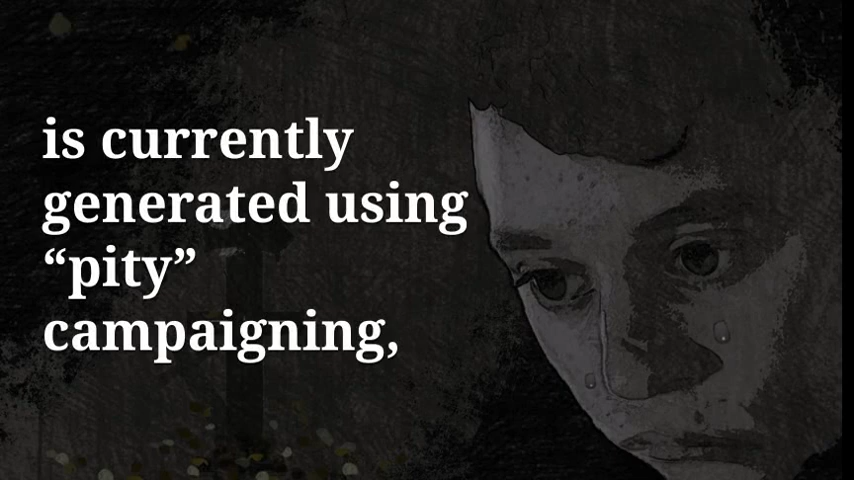 is currently
generated using
“pity”
campaigning,